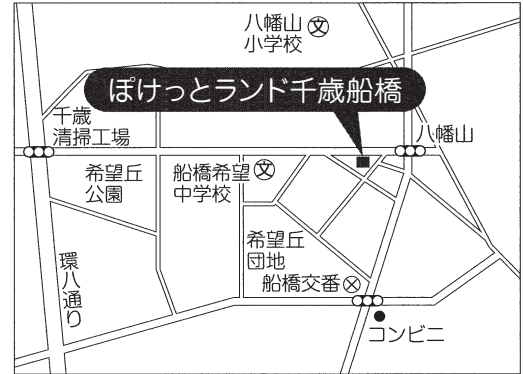 八幡山
小学校
文
ぽけっとランド千歳船橋
千歳
清掃工場
八幡山
希望丘
公園
船橋希望
中学校
文
希望丘
団地
船橋交番
環八通り
コンビニ